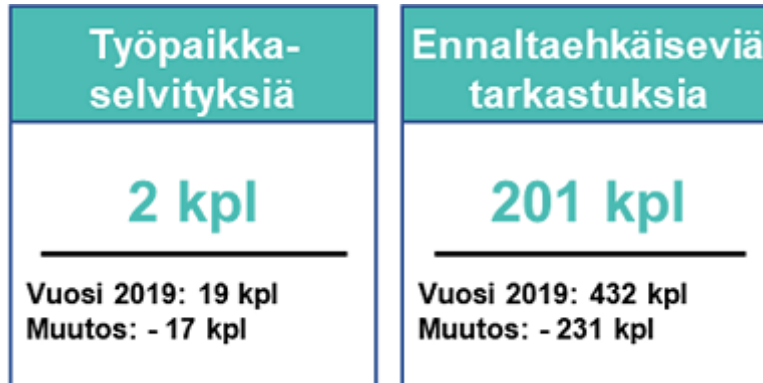 Työpaikka-
selvityksiä
2 kpl
Vuosi 2019: 19 kpl
Muutos: - 17 kpl
Ennaltaehkäiseviä
tarkastuksia
201 kpl
Vuosi 2019: 432 kpl
Muutos: - 231 kpl